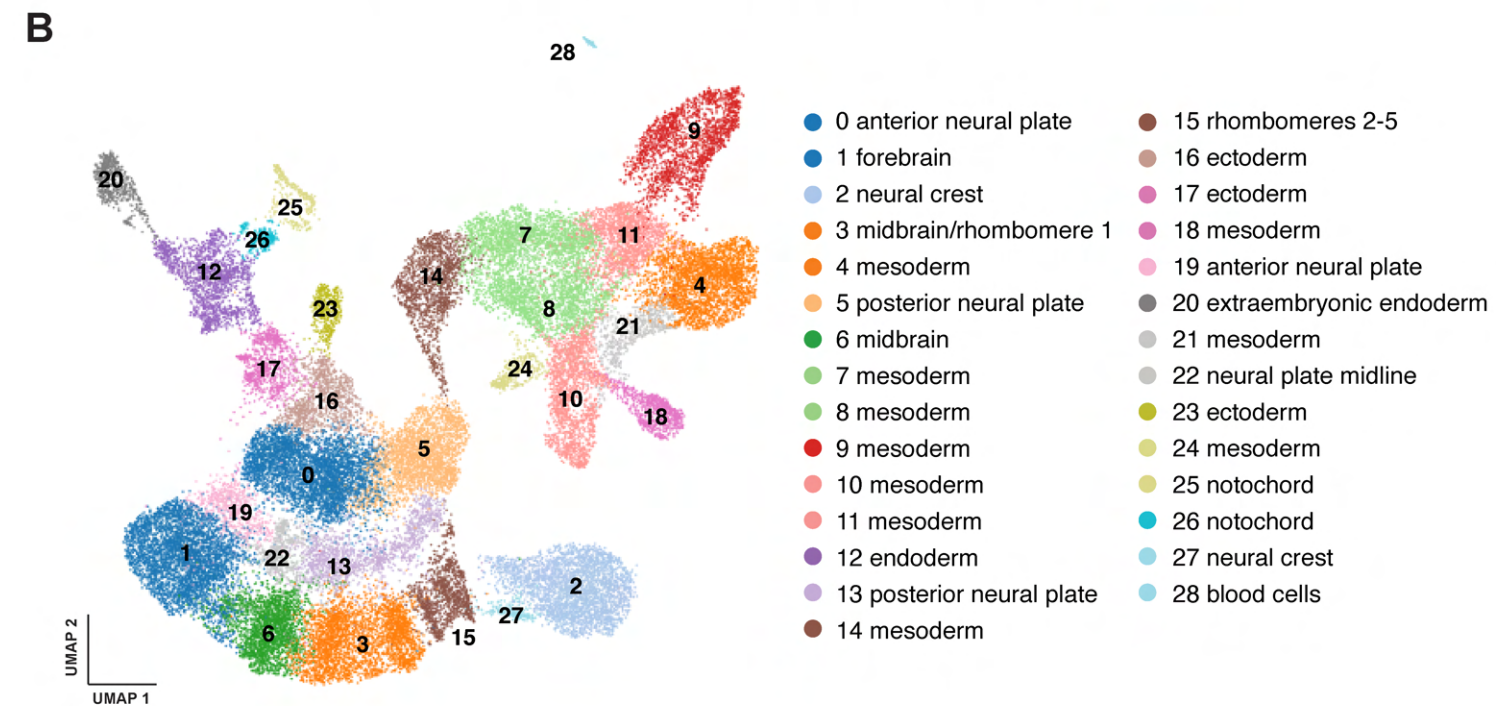 B
28
9
20
25
26
7
11
12
14
4
23
8
21
24
17
10
16
18
5
0
19
1
22
13
2
27
6
3
15
UMAP 2
UMAP 1
0 anterior neural plate
1 forebrain
2 neural crest
3 midbrain/rhombomere 1
4 mesoderm
5 posterior neural plate
6 midbrain
7 mesoderm
8 mesoderm
9 mesoderm
10 mesoderm
11 mesoderm
12 endoderm
13 posterior neural plate
14 mesoderm
15 rhombomeres 2-5
16 ectoderm
17 ectoderm
18 mesoderm
19 anterior neural plate
20 extraembryonic endoderm
21 mesoderm
22 neural plate midline
23 ectoderm
24 mesoderm
25 notochord
26 notochord
27 neural crest
28 blood cells